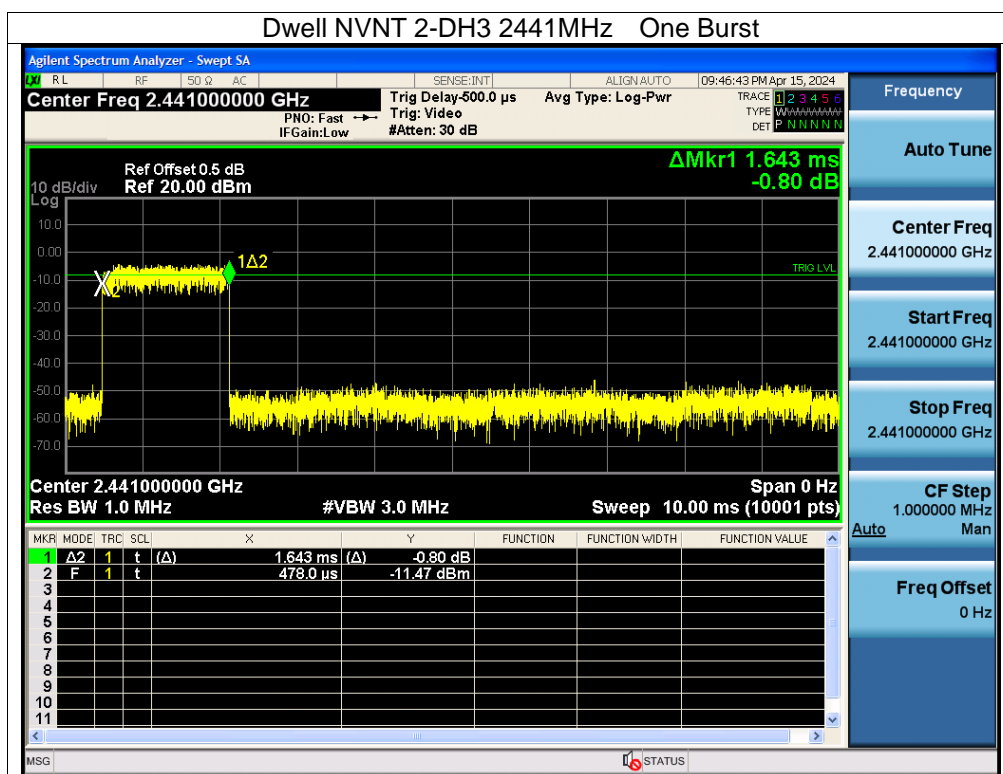 Dwell NVNT 2-DH3 2441MHz One Burst
Agilent Spectrum Analyzer - Swept SA
LXI RL RF 50 Ω AC SENSE:INT ALIGN AUTO 09:46:43 PM Apr 15, 2024
Center Freq 2.441000000 GHz Trig Delay-500.0 µs Avg Type: Log-Pwr TRACE 1 2 3 4 5 6
PNO: Fast Trig: Video TYPE WWWWWW
IFGain:Low #Atten: 30 dB DET P N N N N N
Frequency
Auto Tune
Center Freq
2.441000000 GHz
Start Freq
2.441000000 GHz
Stop Freq
2.441000000 GHz
CF Step
1.000000 MHz
Auto Man
Freq Offset
0 Hz
ΔMkr1 1.643 ms
-0.80 dB
Ref Offset 0.5 dB
10 dB/div Ref 20.00 dBm
Log
10.0
0.00
-10.0
-20.0
-30.0
-40.0
-50.0
-60.0
-70.0
1Δ2
2
TRIG LVL
Center 2.441000000 GHz Span 0 Hz
Res BW 1.0 MHz #VBW 3.0 MHz Sweep 10.00 ms (10001 pts)
MKR MODE TRC SCL X Y FUNCTION FUNCTION WIDTH FUNCTION VALUE
1 Δ2 1 t (Δ) 1.643 ms (Δ) -0.80 dB
2 F 1 t 478.0 µs -11.47 dBm
3
4
5
6
7
8
9
10
11
MSG STATUS